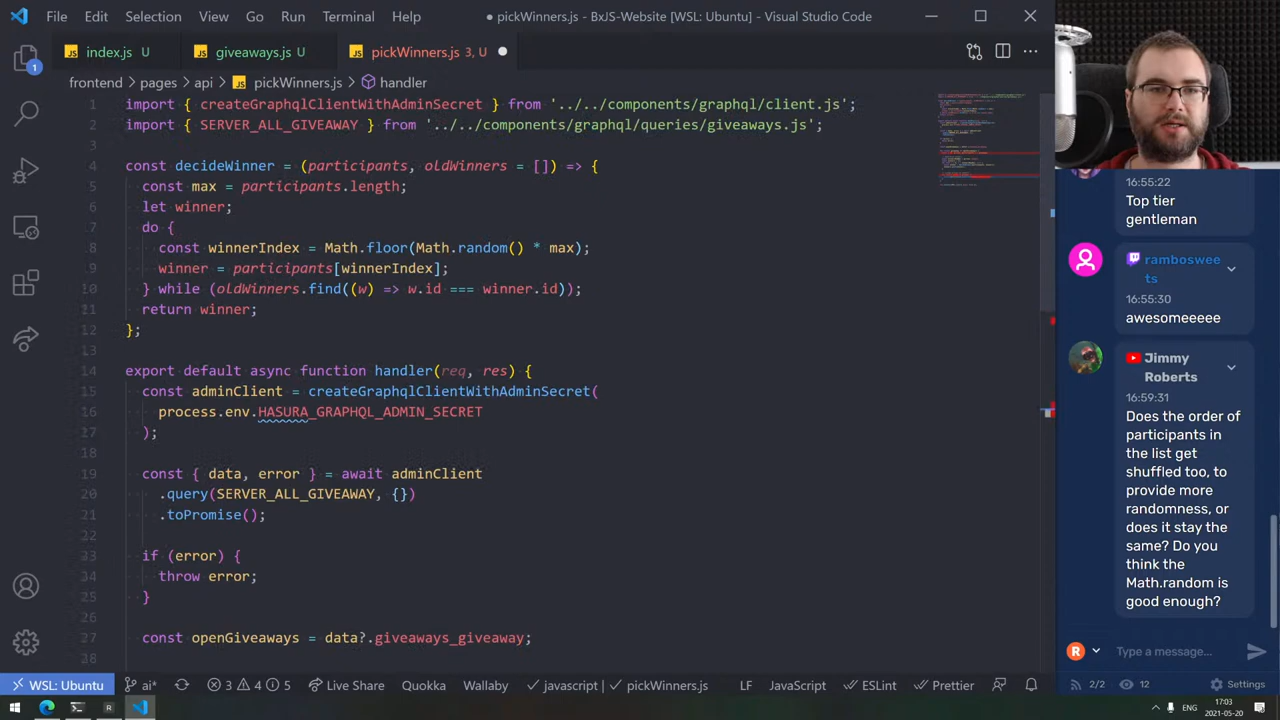 File Edit Selection View Go Run Terminal Help
● pickWinners.js - BxJS-Website [WSL: Ubuntu] - Visual Studio Code
JS index.js U
JS giveaways.js U
JS pickWinners.js 3, U
frontend > pages > api > JS pickWinners.js > handler
1 import { createGraphqlClientWithAdminSecret } from '../../components/graphql/client.js';
2 import { SERVER_ALL_GIVEAWAY } from '../../components/graphql/queries/giveaways.js';
3
4 const decideWinner = (participants, oldWinners = []) => {
5 const max = participants.length;
6 let winner;
7 do {
8 const winnerIndex = Math.floor(Math.random() * max);
9 winner = participants[winnerIndex];
10 } while (oldWinners.find((w) => w.id === winner.id));
11 return winner;
12 };
13
14 export default async function handler(req, res) {
15 const adminClient = createGraphqlClientWithAdminSecret(
16 process.env.HASURA_GRAPHQL_ADMIN_SECRET
17 );
18
19 const { data, error } = await adminClient
20 .query(SERVER_ALL_GIVEAWAY, {})
21 .toPromise();
22
23 if (error) {
24 throw error;
25 }
26
27 const openGiveaways = data?.giveaways_giveaway;
28
1
WSL: Ubuntu ai* 3 4 5 Live Share Quokka Wallaby javascript | pickWinners.js LF JavaScript ESLint Prettier
16:55:22
Top tier
gentleman
ramboswee
ts
16:55:30
awesomeeeee
Jimmy
Roberts
16:59:31
Does the order of
participants in
the list get
shuffled too, to
provide more
randomness, or
does it stay the
same? Do you
think the
Math.random is
good enough?
R Type a message...
2/2 12 Settings
ENG 17:03
2021-05-20